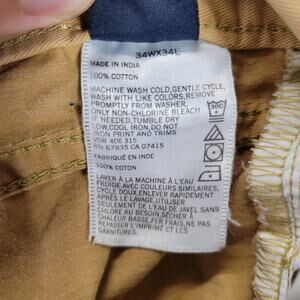 34WX34L
MADE IN INDIA
100% COTTON
MACHINE WASH COLD,GENTLE CYCLE,
WASH WITH LIKE COLORS,REMOVE
PROMPTLY FROM WASHER,
ONLY NON-CHLORINE BLEACH
IF NEEDED,TUMBLE DRY
LOW,COOL IRON.DO NOT
IRON PRINT AND TRIMS
VDR 406 315
RN 67835 CA 07415
FABRIQUÉ EN INDE
100% COTON
LAVER À LA MACHINE À L'EAU
FROIDE AVEC COULEURS SIMILAIRES,
CYCLE DOUX,ENLEVER RAPIDEMENT
APRÈS LE LAVAGE,UTILISER
SEULEMENT DE L'EAU DE JAVEL SANS
CHLORE AU BESOIN,SÉCHAGE À
BASSE,FER FRAIS,NE PAS
REPASSER L'IMPRIMÉ ET LES
GARNITURES.